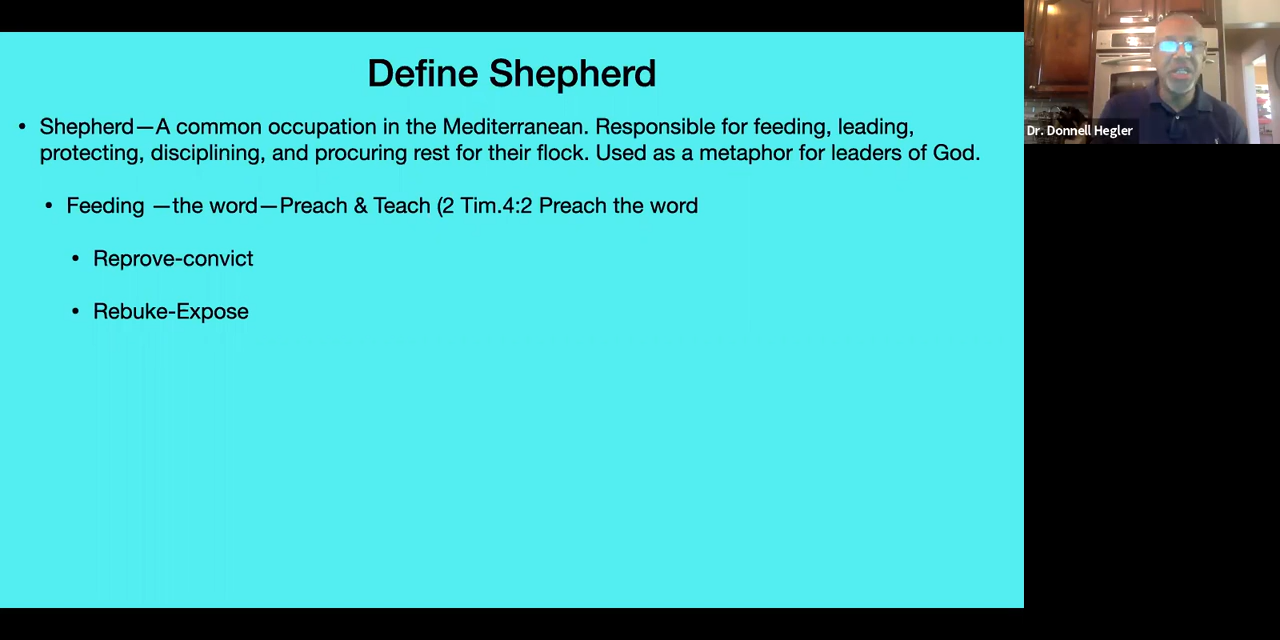 Define Shepherd
• Shepherd—A common occupation in the Mediterranean. Responsible for feeding, leading,
protecting, disciplining, and procuring rest for their flock. Used as a metaphor for leaders of God.
• Feeding —the word—Preach & Teach (2 Tim.4:2 Preach the word
• Reprove-convict
• Rebuke-Expose
Dr. Donnell Hegler